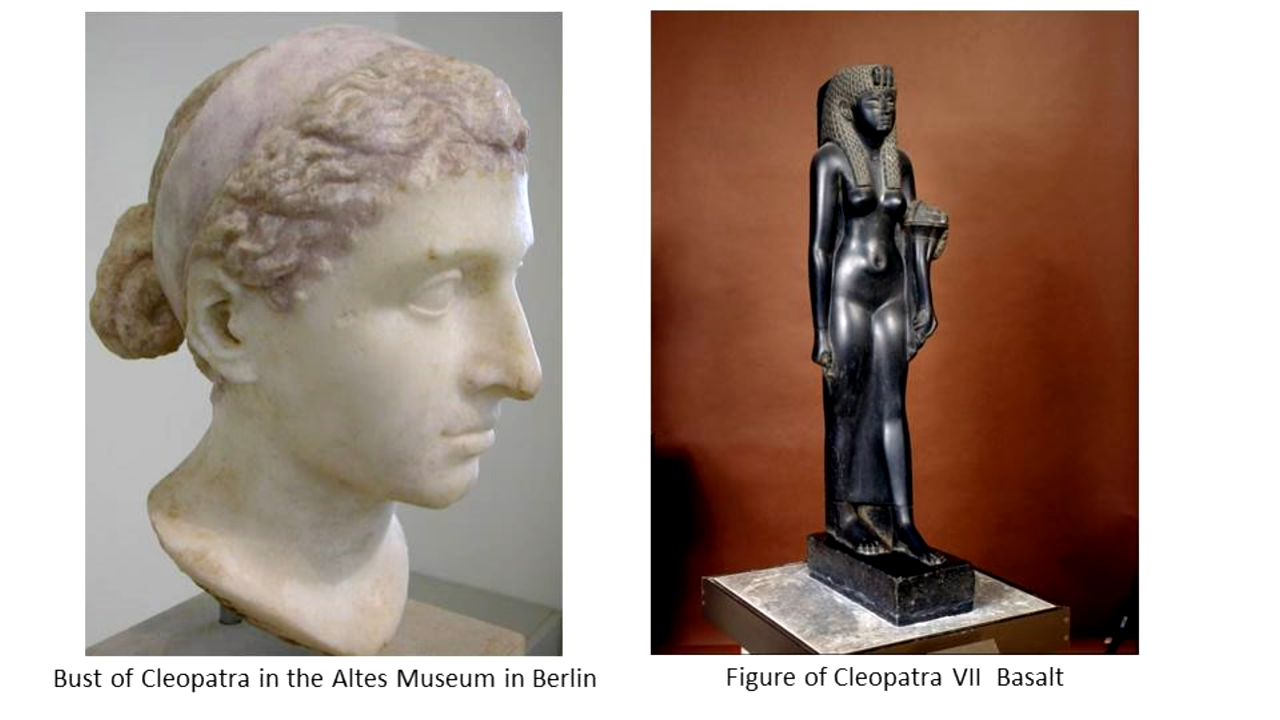 Bust of Cleopatra in the Altes Museum in Berlin
Figure of Cleopatra VII  Basalt